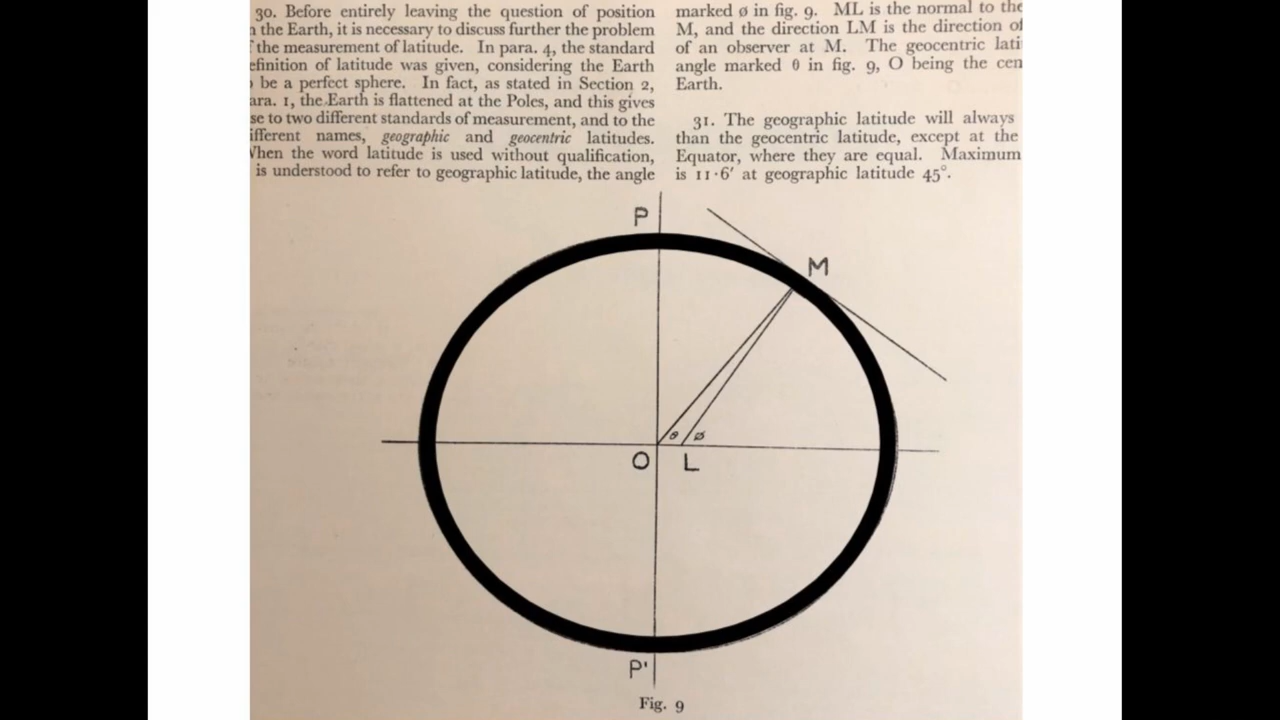 30. Before entirely leaving the question of position
the Earth, it is necessary to discuss further the problem
the measurement of latitude. In para. 4, the standard
efinition of latitude was given, considering the Earth
be a perfect sphere. In fact, as stated in Section 2,
ara. 1, the Earth is flattened at the Poles, and this gives
se to two different standards of measurement, and to the
ifferent names, geographic and geocentric latitudes.
When the word latitude is used without qualification,
is understood to refer to geographic latitude, the angle
marked ø in fig. 9. ML is the normal to the
M, and the direction LM is the direction of
of an observer at M. The geocentric lati
angle marked θ in fig. 9, O being the cen
Earth.
31. The geographic latitude will always
than the geocentric latitude, except at the
Equator, where they are equal. Maximum
is 11·6′ at geographic latitude 45°.
P
M
θ ø
O L
P'
Fig. 9